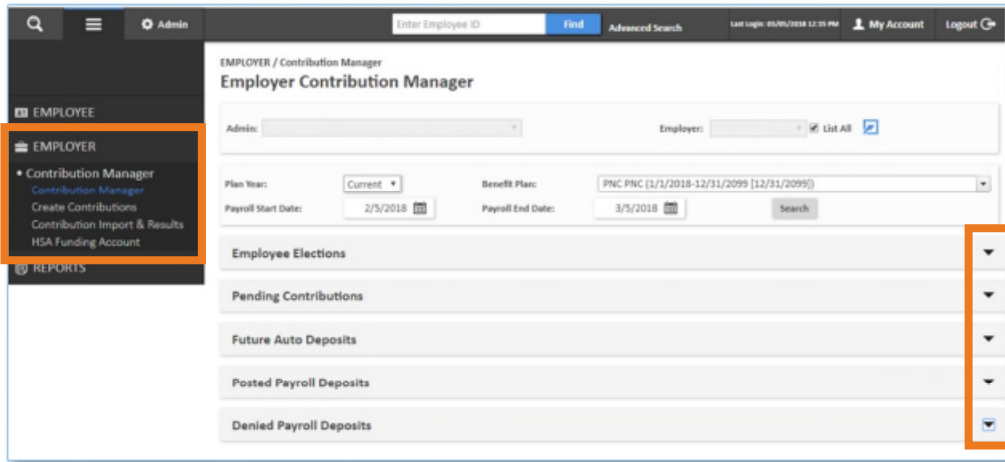 Admin
Enter Employee ID
Find
Advanced Search
Last Login: 05/05/2018 12:35 PM
My Account
Logout
EMPLOYEE
EMPLOYER
• Contribution Manager
Contribution Manager
Create Contributions
Contribution Import & Results
HSA Funding Account
REPORTS
EMPLOYER / Contribution Manager
Employer Contribution Manager
Admin: Employer: List All
Plan Year: Current Benefit Plan: PNC PNC (1/1/2018-12/31/2099 [12/31/2099])
Payroll Start Date: 2/5/2018 Payroll End Date: 3/5/2018 Search
Employee Elections
Pending Contributions
Future Auto Deposits
Posted Payroll Deposits
Denied Payroll Deposits